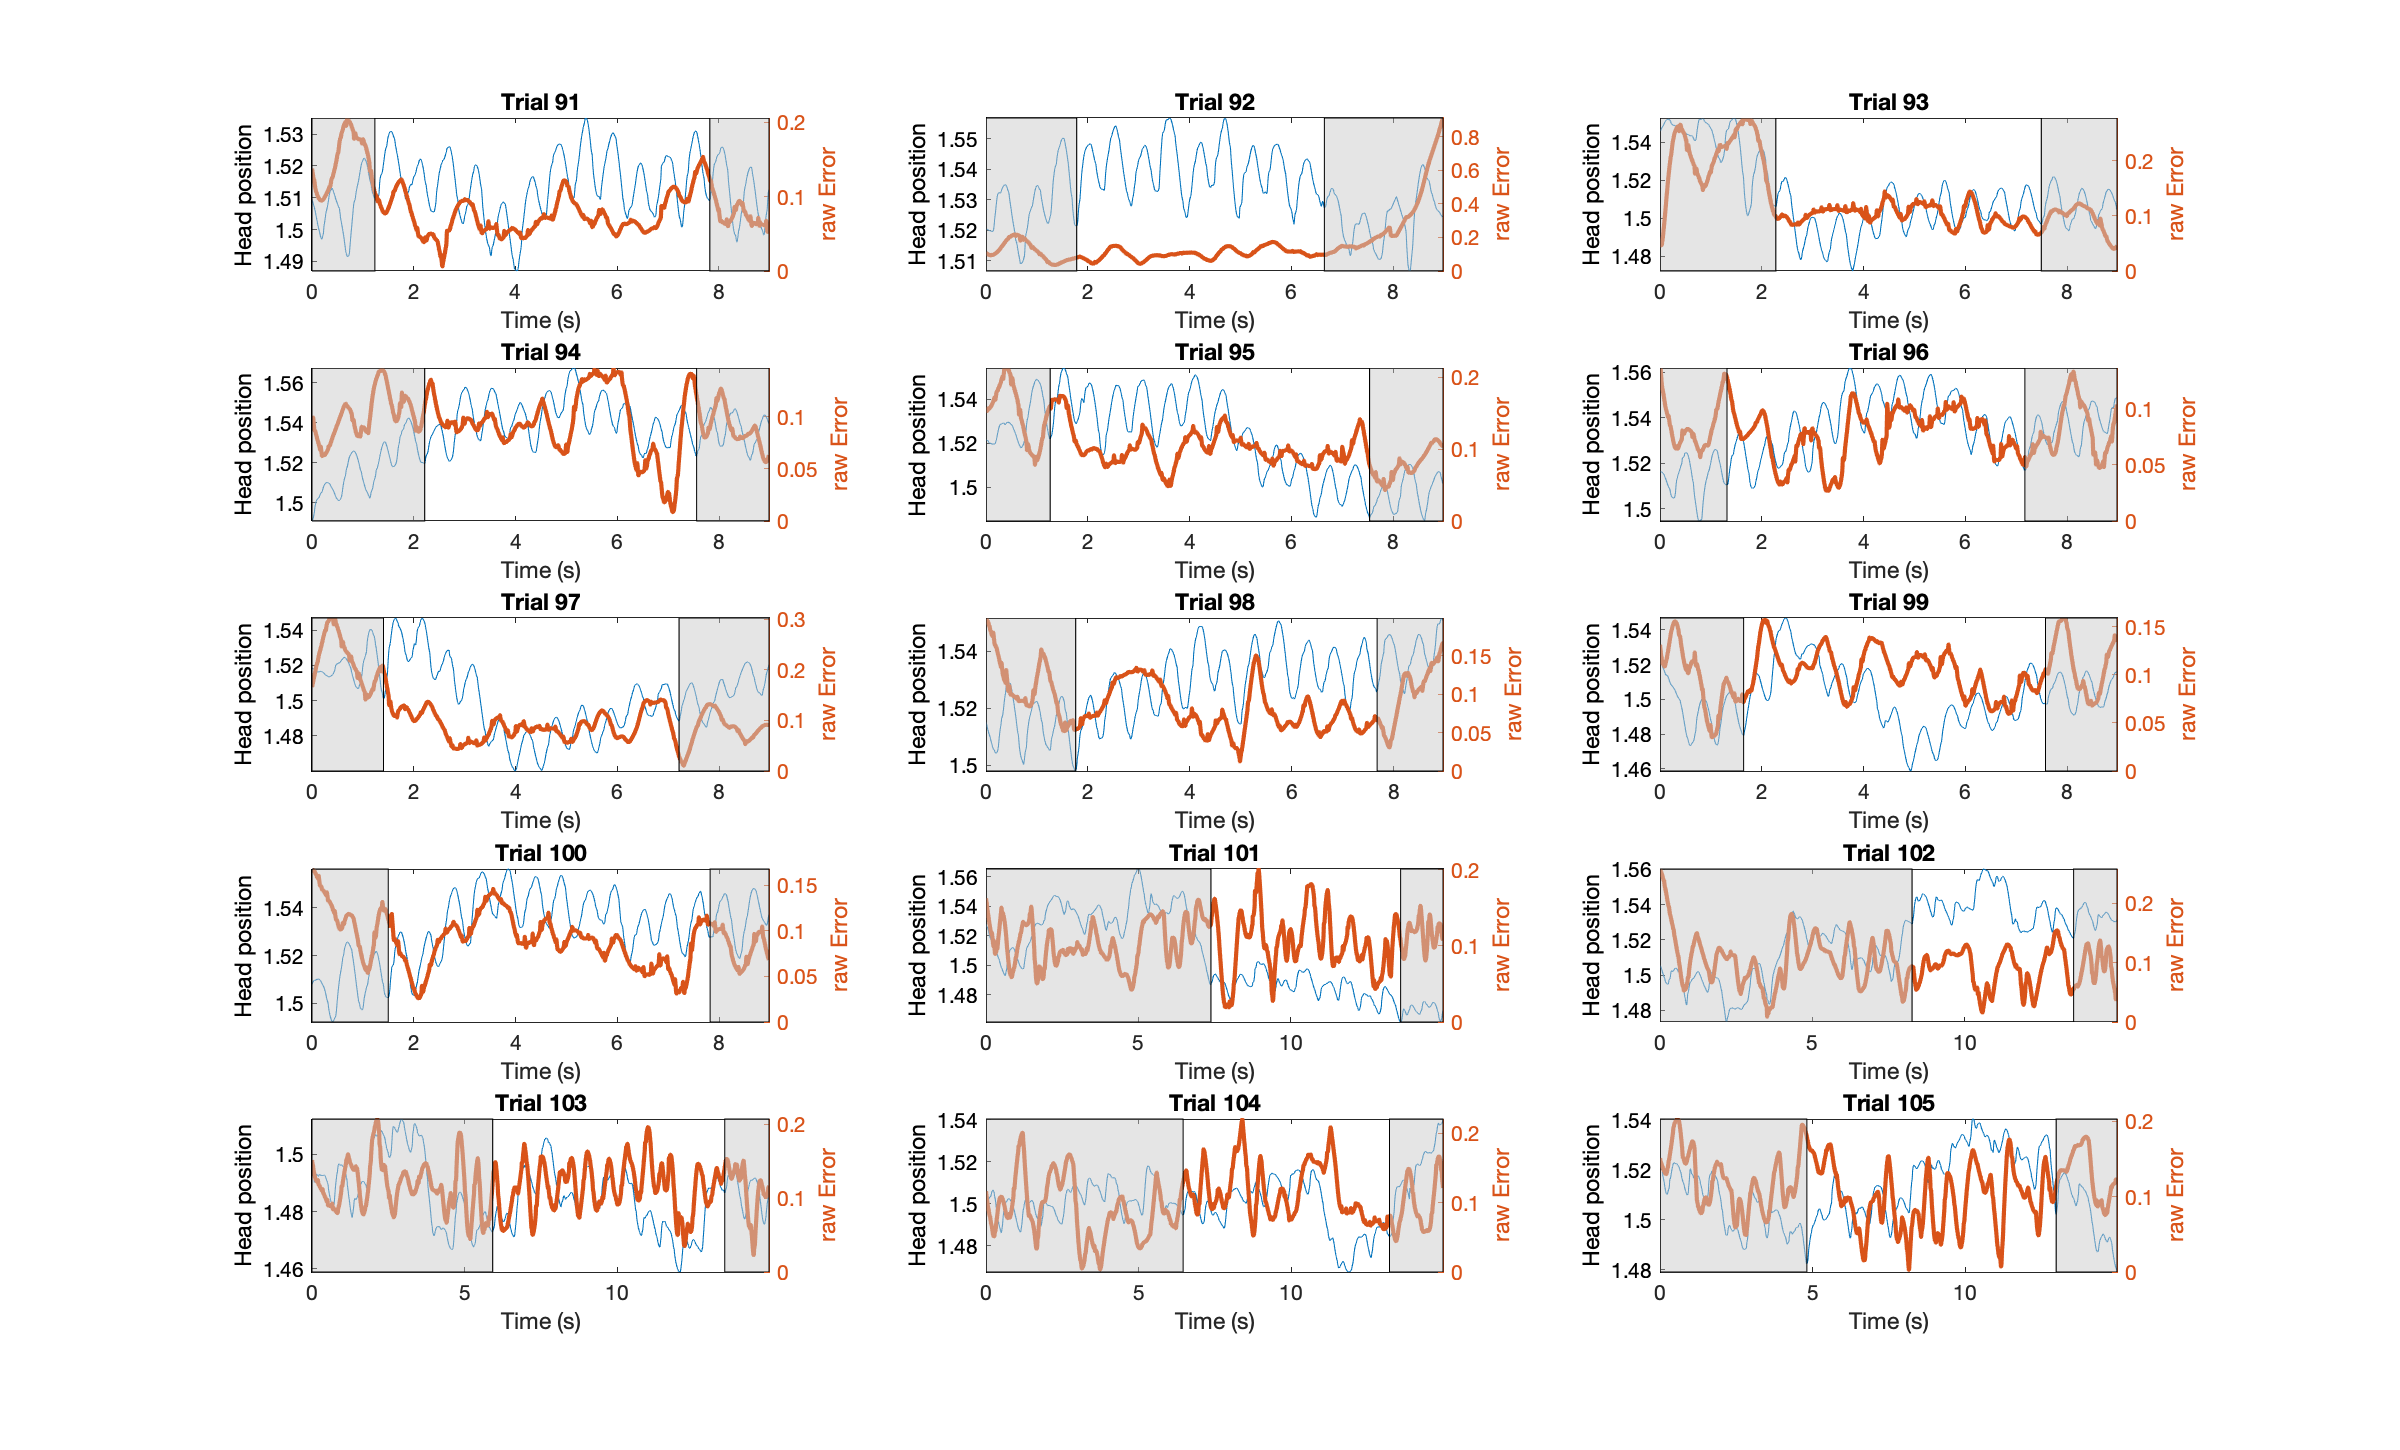 Trial 91
Head position
1.53
1.52
1.51
1.5
1.49
0.2
0.1
0
raw Error
0 2 4 6 8
Time (s)
Trial 92
Head position
1.55
1.54
1.53
1.52
1.51
0.8
0.6
0.4
0.2
0
raw Error
0 2 4 6 8
Time (s)
Trial 93
Head position
1.54
1.52
1.5
1.48
0.2
0.1
0
raw Error
0 2 4 6 8
Time (s)
Trial 94
Head position
1.56
1.54
1.52
1.5
0.1
0.05
0
raw Error
0 2 4 6 8
Time (s)
Trial 95
Head position
1.54
1.52
1.5
0.2
0.1
0
raw Error
0 2 4 6 8
Time (s)
Trial 96
Head position
1.56
1.54
1.52
1.5
0.1
0.05
0
raw Error
0 2 4 6 8
Time (s)
Trial 97
Head position
1.54
1.52
1.5
1.48
0.3
0.2
0.1
0
raw Error
0 2 4 6 8
Time (s)
Trial 98
Head position
1.54
1.52
1.5
0.15
0.1
0.05
0
raw Error
0 2 4 6 8
Time (s)
Trial 99
Head position
1.54
1.52
1.5
1.48
1.46
0.15
0.1
0.05
0
raw Error
0 2 4 6 8
Time (s)
Trial 100
Head position
1.54
1.52
1.5
0.15
0.1
0.05
0
raw Error
0 2 4 6 8
Time (s)
Trial 101
Head position
1.56
1.54
1.52
1.5
1.48
0.2
0.1
0
raw Error
0 5 10
Time (s)
Trial 102
Head position
1.56
1.54
1.52
1.5
1.48
0.2
0.1
0
raw Error
0 5 10
Time (s)
Trial 103
Head position
1.5
1.48
1.46
0.2
0.1
0
raw Error
0 5 10
Time (s)
Trial 104
Head position
1.54
1.52
1.5
1.48
0.2
0.1
0
raw Error
0 5 10
Time (s)
Trial 105
Head position
1.54
1.52
1.5
1.48
0.2
0.1
0
raw Error
0 5 10
Time (s)